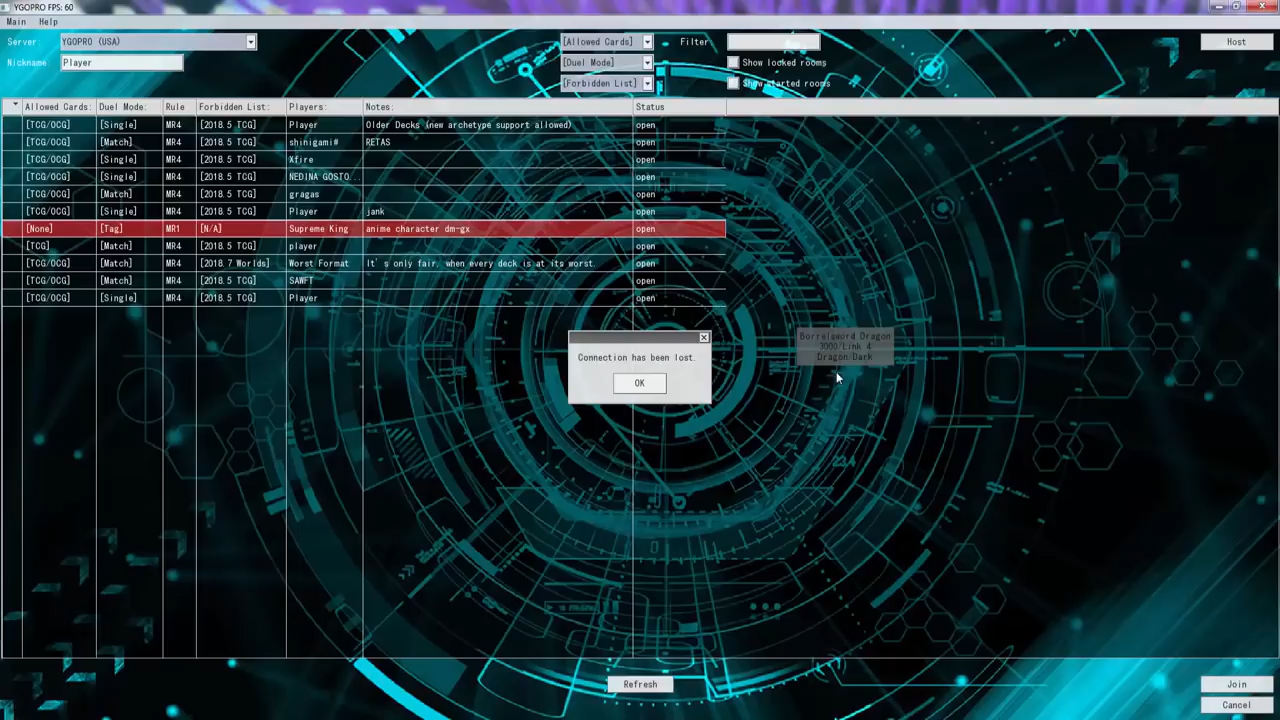 YGOPRO FPS: 60
Main Help
Server: YGOPRO (USA) [Allowed Cards] Filter Host
Nickname Player [Duel Mode] Show locked rooms
[Forbidden List] Show started rooms
Allowed Cards: Duel Mode: Rule Forbidden List: Players: Notes: Status
[TCG/OCG] [Single] MR4 [2018.5 TCG] Player Older Decks (new archetype support allowed) open
[TCG/OCG] [Match] MR4 [2018.5 TCG] shinigami# RETAS open
[TCG/OCG] [Single] MR4 [2018.5 TCG] Xfire open
[TCG/OCG] [Single] MR4 [2018.5 TCG] NEDINA GOSTO... open
[TCG/OCG] [Match] MR4 [2018.5 TCG] gragas open
[TCG/OCG] [Single] MR4 [2018.5 TCG] Player jank open
[None] [Tag] MR1 [N/A] Supreme King anime character dm-gx open
[TCG] [Match] MR4 [2018.5 TCG] player open
[TCG/OCG] [Match] MR4 [2018.7 Worlds] Worst Format It's only fair, when every deck is at its worst. open
[TCG/OCG] [Match] MR4 [2018.5 TCG] SAWFT open
[TCG/OCG] [Single] MR4 [2018.5 TCG] Player open
Connection has been lost.
OK
Borrelsword Dragon
3000/Link 4
Dragon/Dark
23.4
Refresh
Join
Cancel